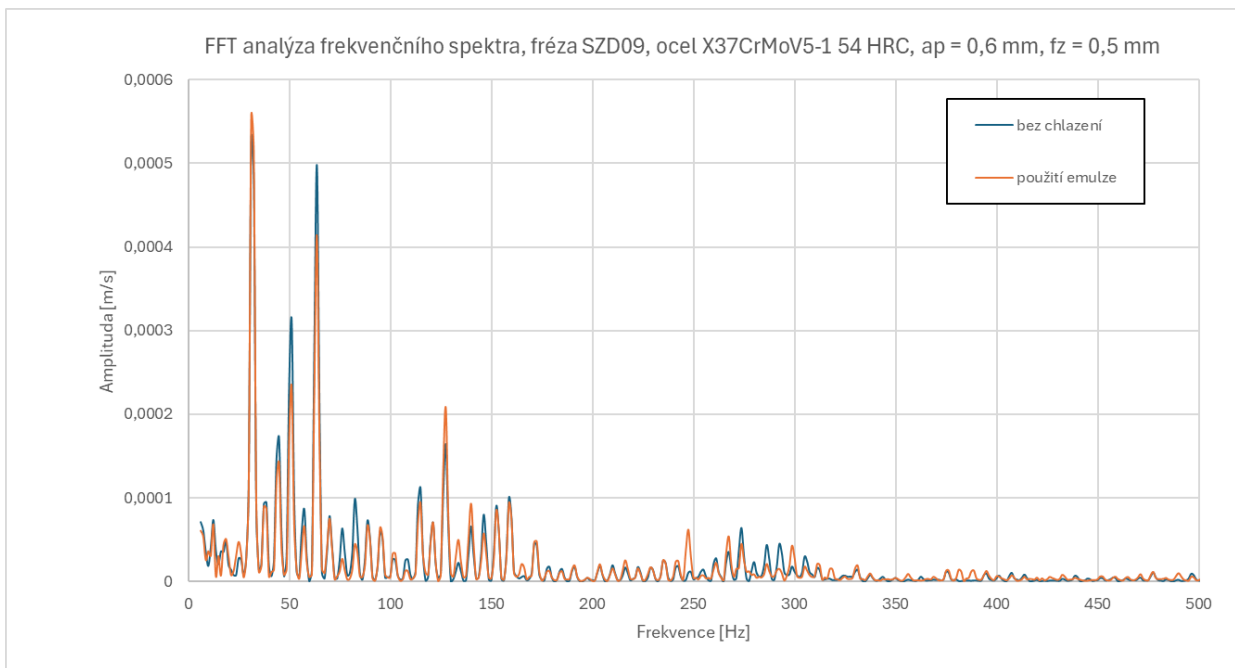 FFT analýza frekvenčního spektra, fréza SZD09, ocel X37CrMoV5-1 54 HRC, ap = 0,6 mm, fz = 0,5 mm
0,0006
0,0005
0,0004
0,0003
0,0002
0,0001
0
Amplituda [m/s]
bez chlazení
použití emulze
0 50 100 150 200 250 300 350 400 450 500
Frekvence [Hz]